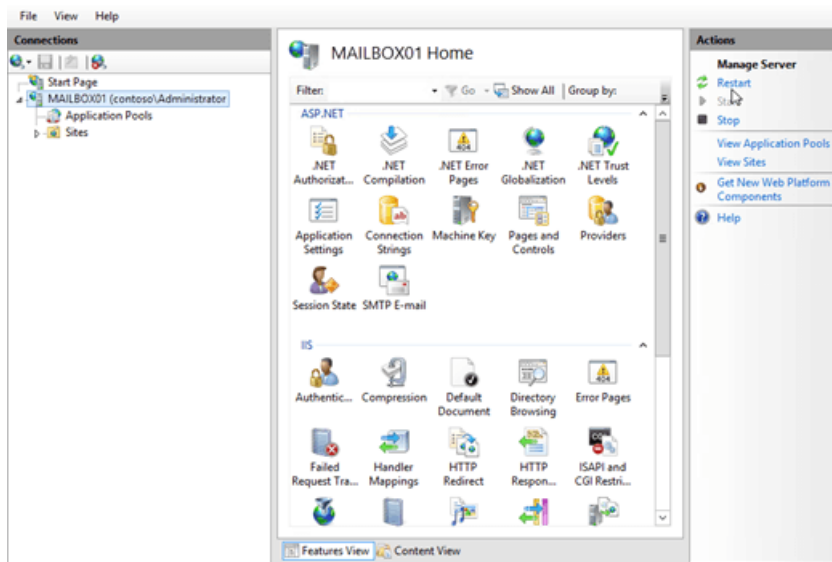 File View Help
Connections
Start Page
MAILBOX01 (contoso\Administrator
Application Pools
Sites
MAILBOX01 Home
Filter: Go Show All Group by:
ASP.NET
.NET Authorizat...
.NET Compilation
.NET Error Pages
.NET Globalization
.NET Trust Levels
Application Settings
Connection Strings
Machine Key
Pages and Controls
Providers
Session State
SMTP E-mail
IIS
Authentic...
Compression
Default Document
Directory Browsing
Error Pages
Failed Request Tra...
Handler Mappings
HTTP Redirect
HTTP Respon...
ISAPI and CGI Restri...
Features View
Content View
Actions
Manage Server
Restart
Stop
View Application Pools
View Sites
Get New Web Platform
Components
Help